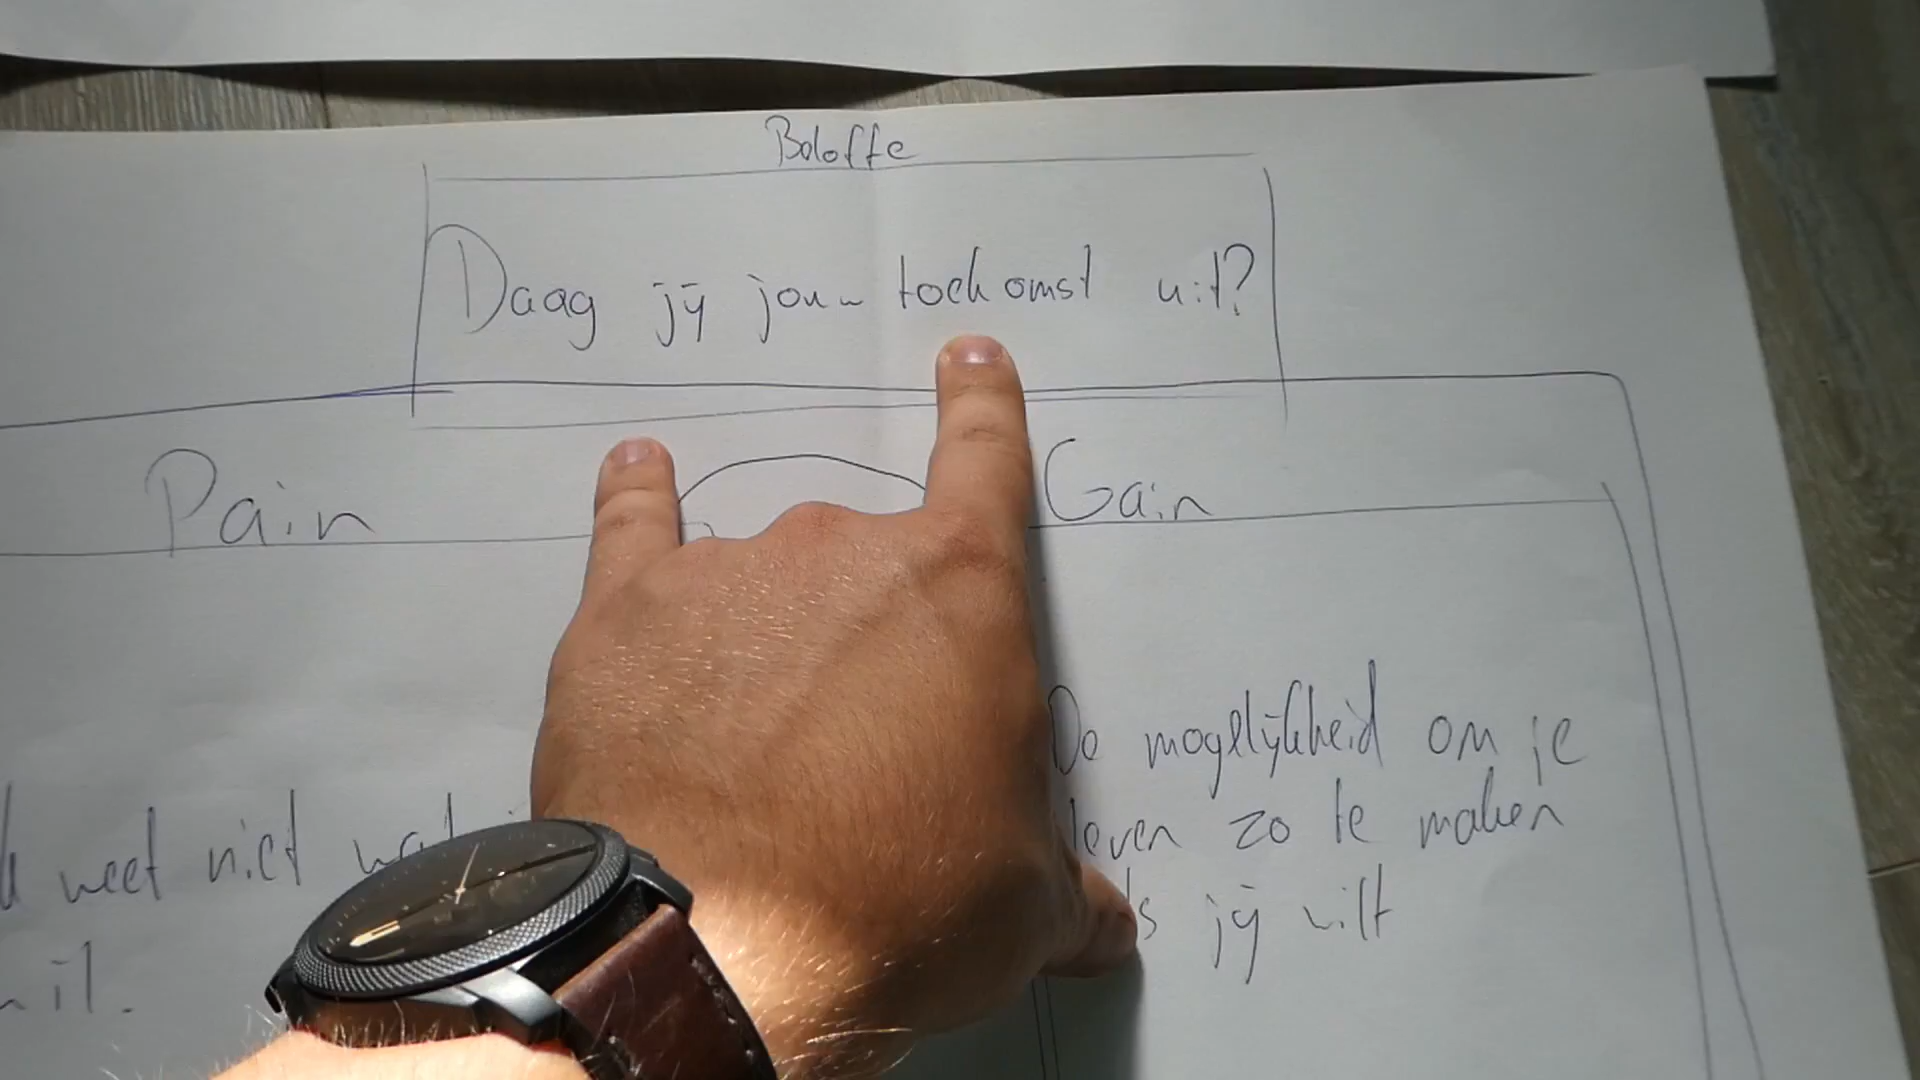 Boloffe
Daag jij jouw toekomst uit?
Pain
Gain
De mogelijkheid om je
leven zo te maken
jij wilt
weet niet wat
wil.